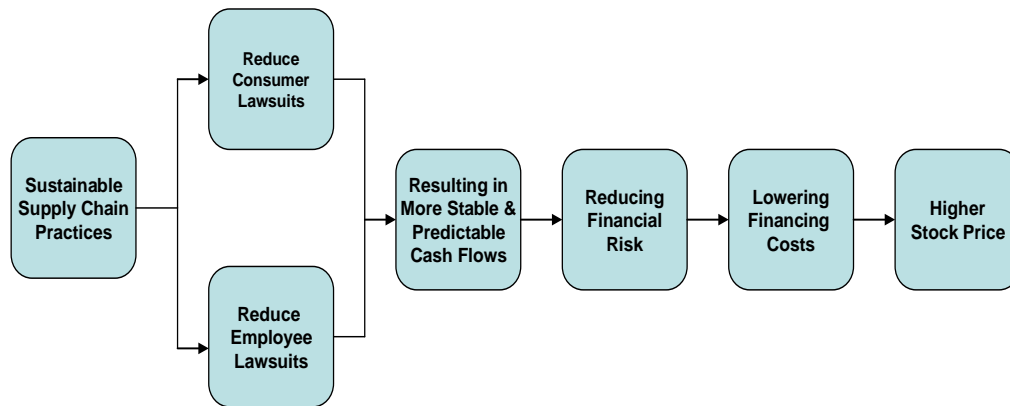 Sustainable
Supply Chain
Practices
Reduce
Consumer
Lawsuits
Reduce
Employee
Lawsuits
Resulting in
More Stable &
Predictable
Cash Flows
Reducing
Financial
Risk
Lowering
Financing
Costs
Higher
Stock Price